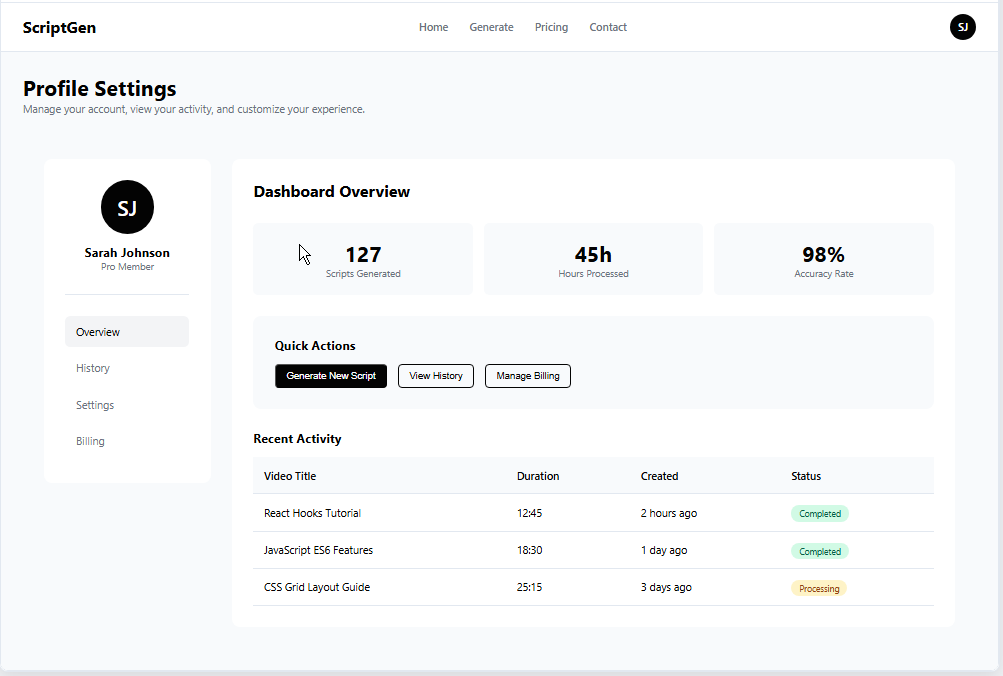 ScriptGen
Home Generate Pricing Contact
SJ
Profile Settings
Manage your account, view your activity, and customize your experience.
SJ
Sarah Johnson
Pro Member
Overview
History
Settings
Billing
Dashboard Overview
127
Scripts Generated
45h
Hours Processed
98%
Accuracy Rate
Quick Actions
Generate New Script View History Manage Billing
Recent Activity
Video Title Duration Created Status
React Hooks Tutorial 12:45 2 hours ago Completed
JavaScript ES6 Features 18:30 1 day ago Completed
CSS Grid Layout Guide 25:15 3 days ago Processing